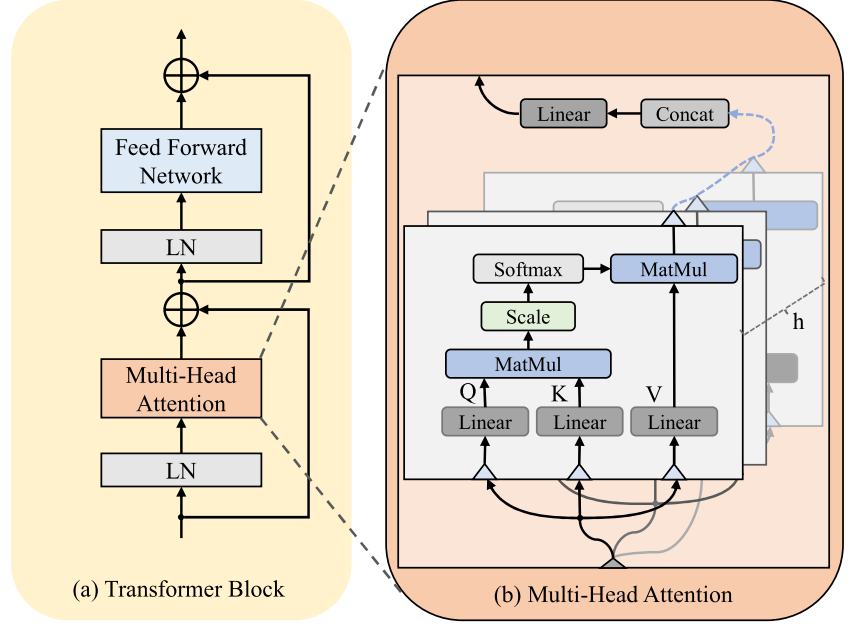 Feed Forward
Network
LN
Multi-Head
Attention
LN
(a) Transformer Block
Linear
Concat
Softmax
MatMul
Scale
h
MatMul
Q
K
V
Linear
Linear
Linear
(b) Multi-Head Attention